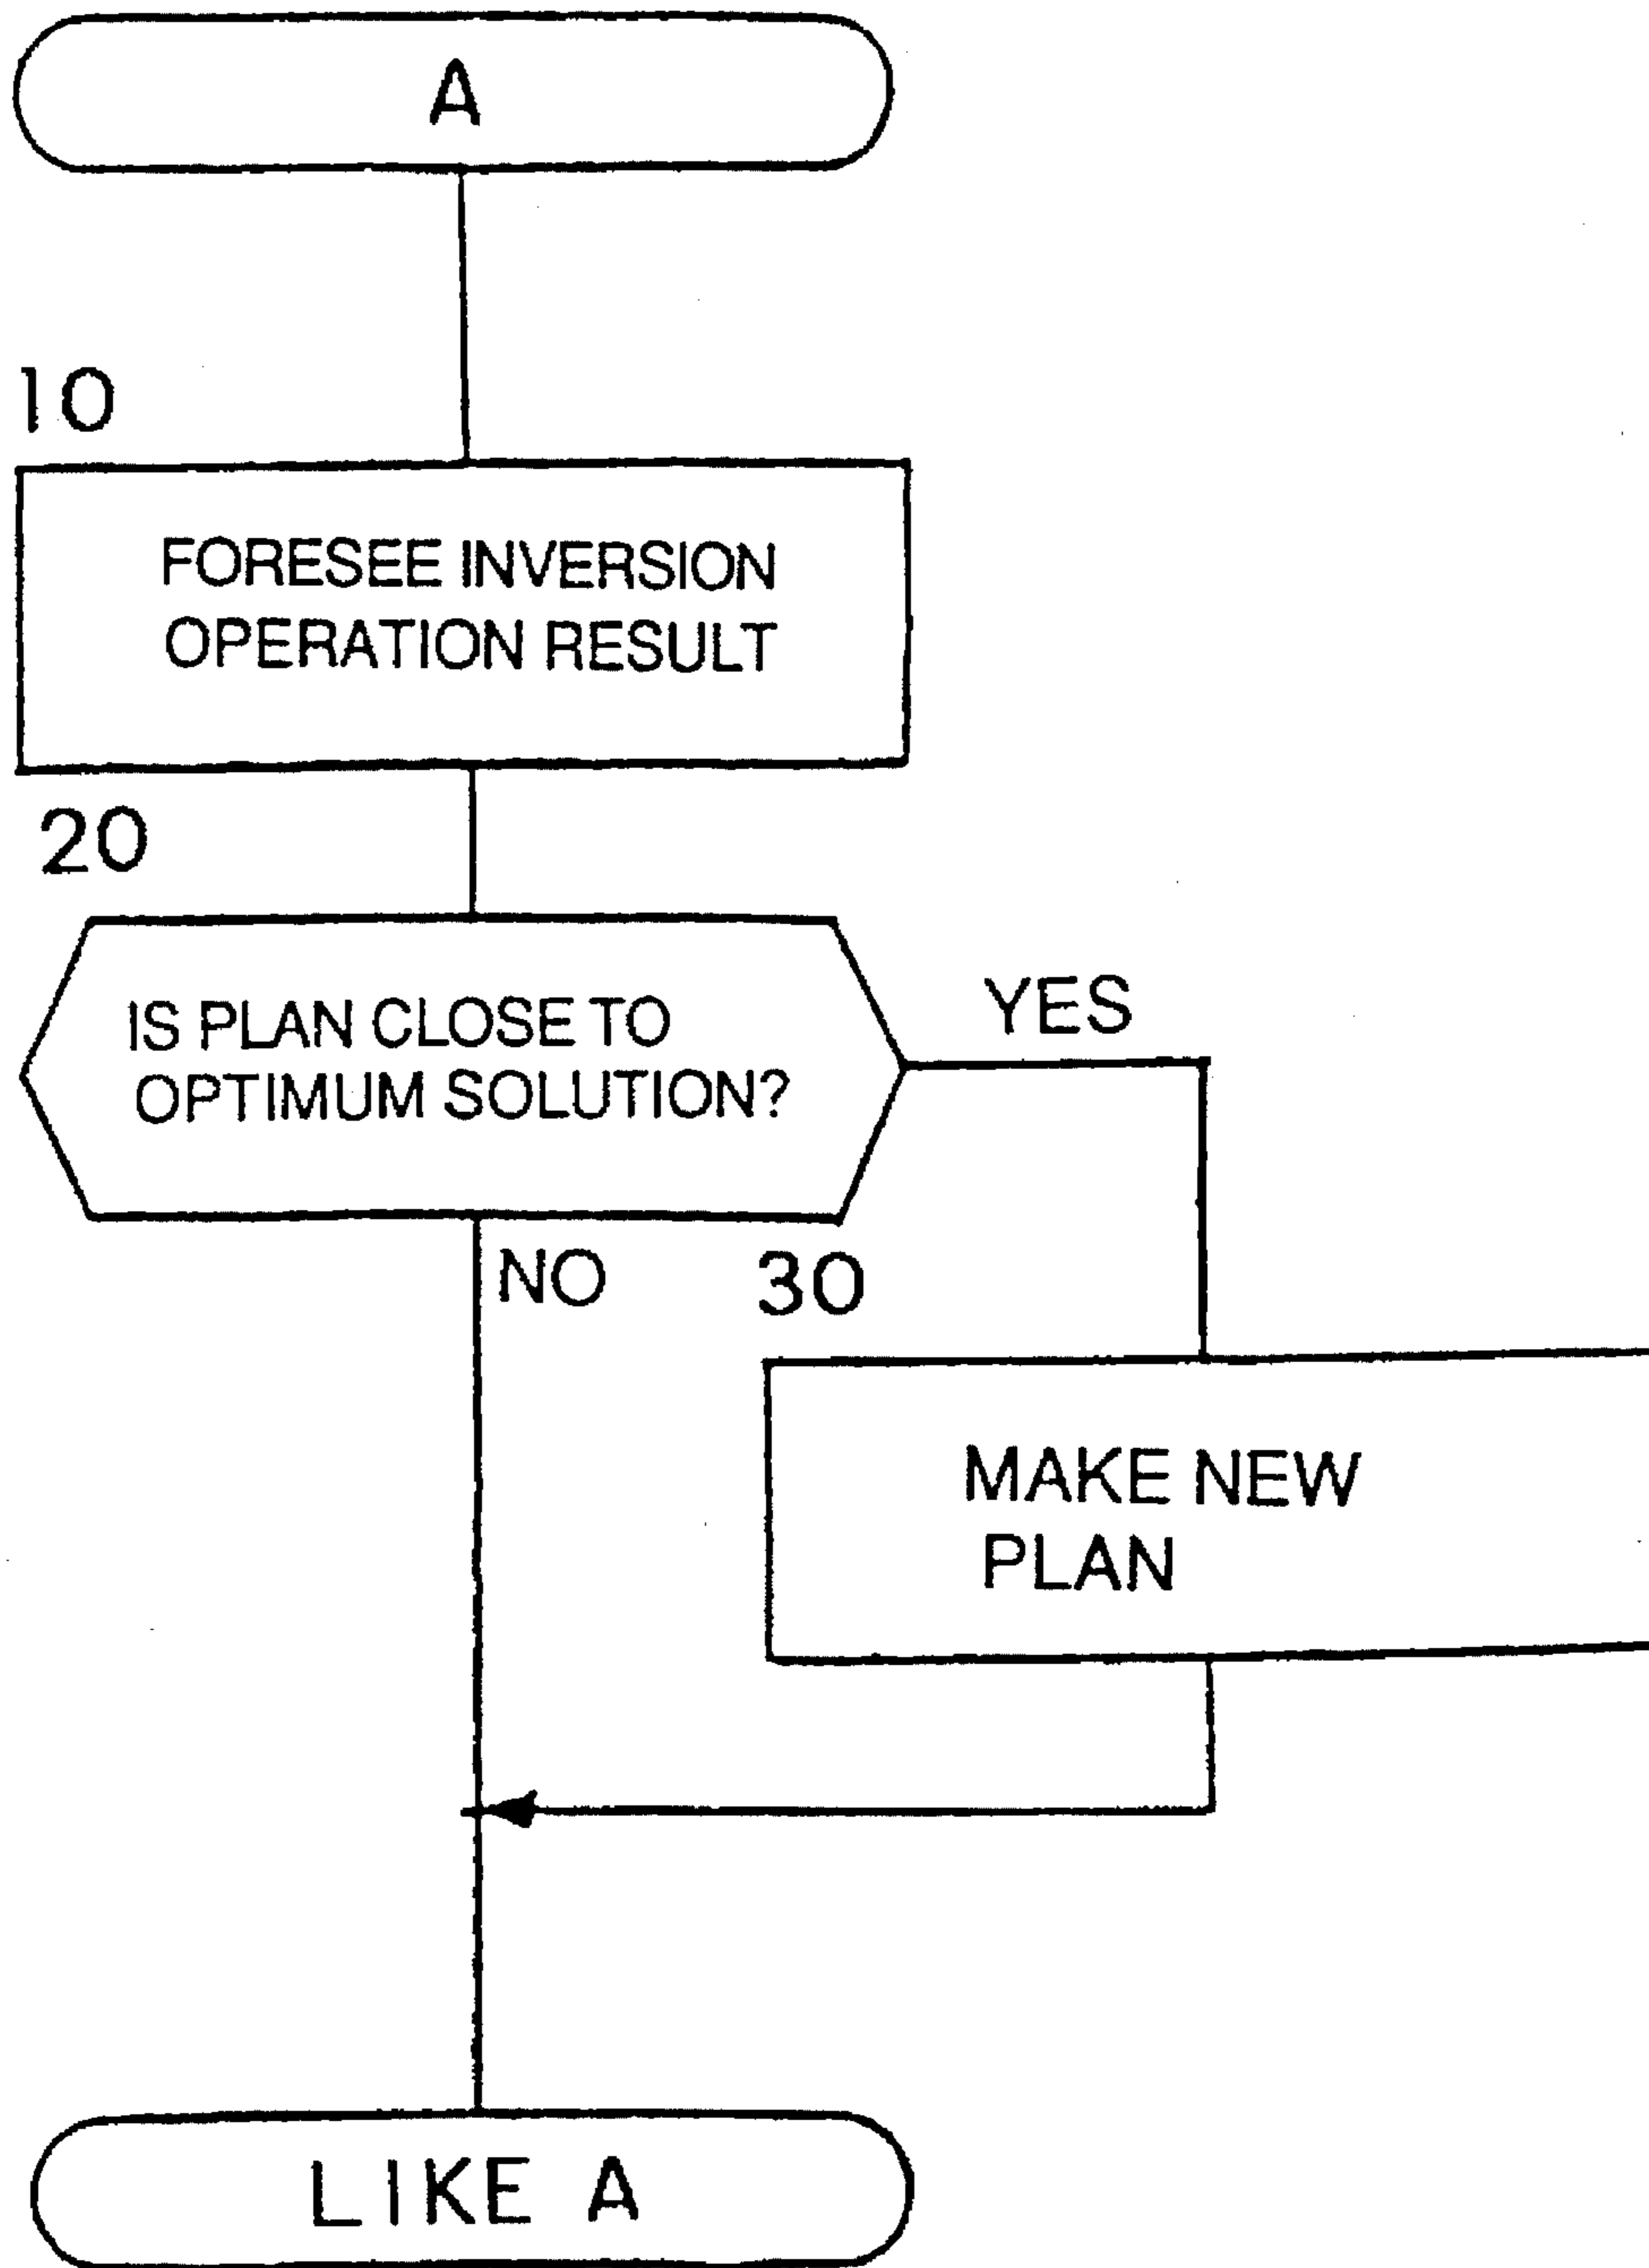 A
10
FORESEE INVERSION
OPERATION RESULT
20
IS PLAN CLOSE TO
OPTIMUM SOLUTION?
YES
NO
30
MAKE NEW
PLAN
LIKE A